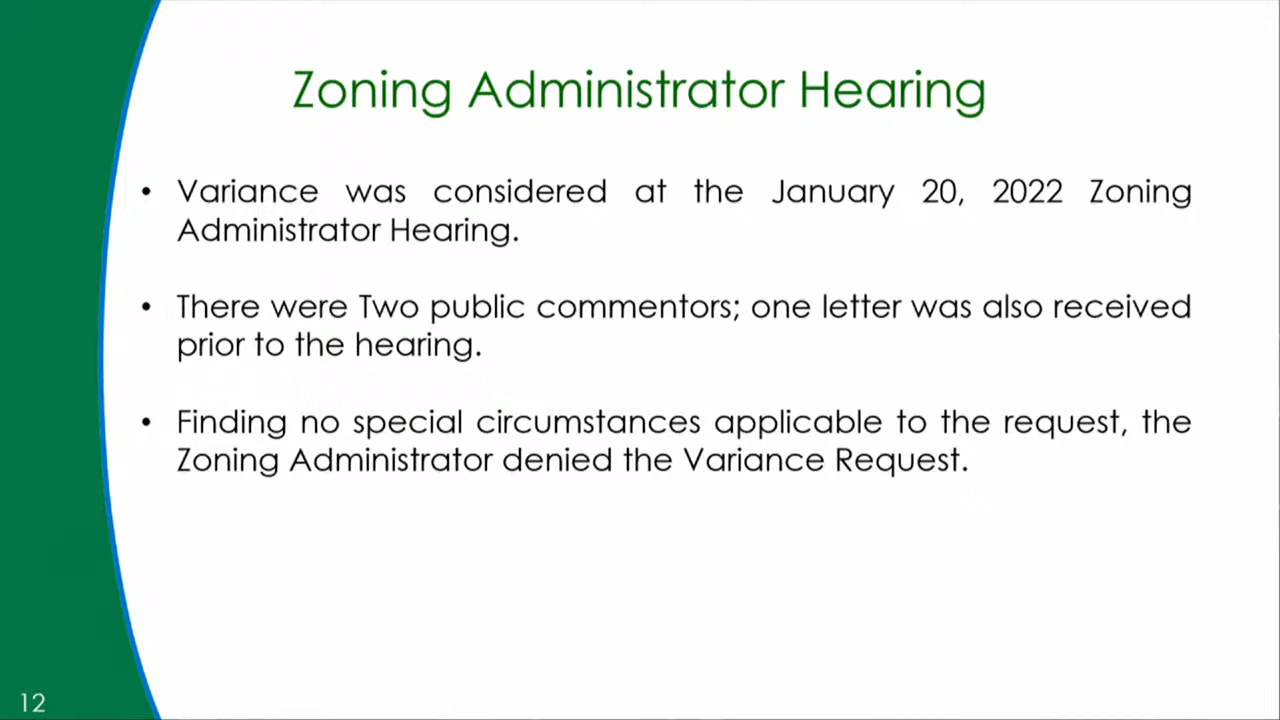 Zoning Administrator Hearing
• Variance was considered at the January 20, 2022 Zoning
Administrator Hearing.
• There were Two public commentors; one letter was also received
prior to the hearing.
• Finding no special circumstances applicable to the request, the
Zoning Administrator denied the Variance Request.
12